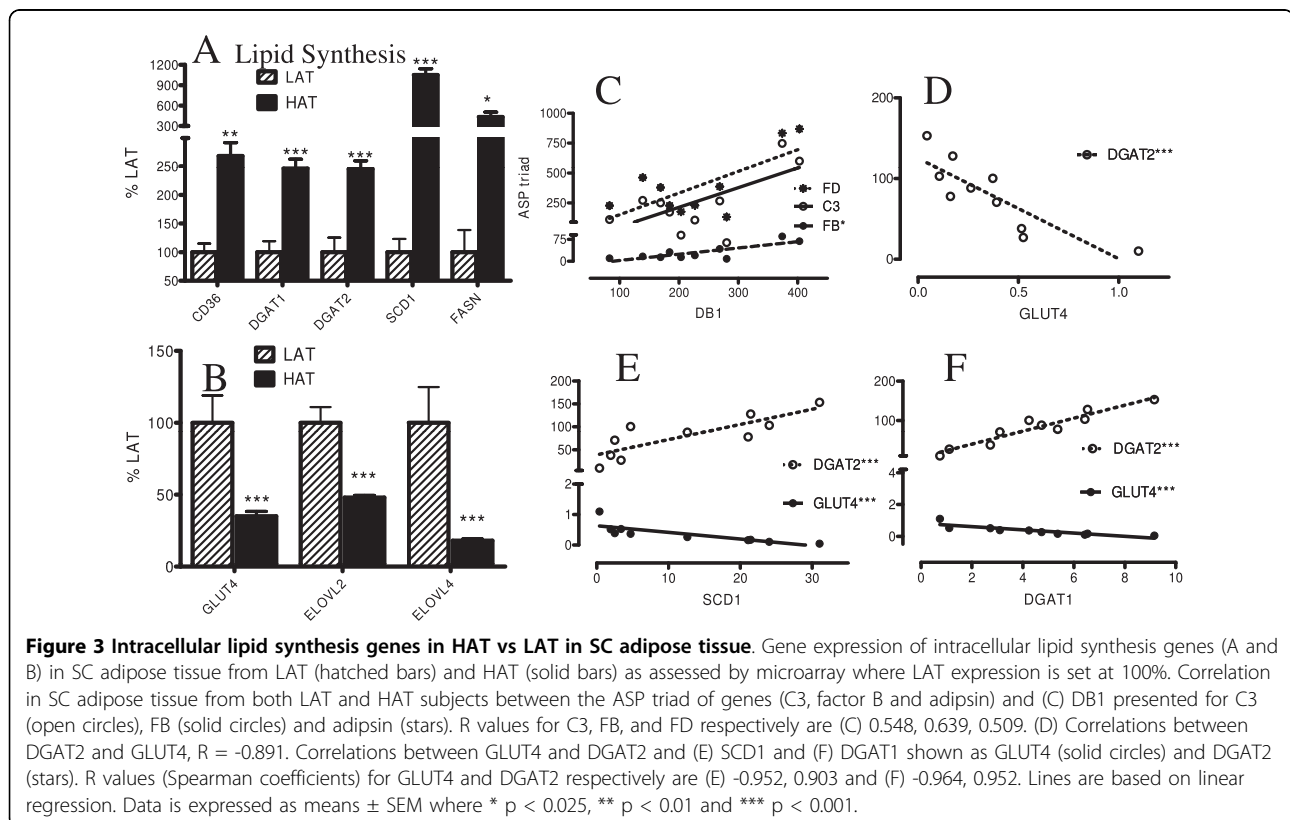 A Lipid Synthesis
LAT
HAT
% LAT
1200
900
600
300
250
200
150
100
50
**
***
***
***
*
CD36
DGAT1
DGAT2
SCD1
FASN
C
ASP triad
1000
750
500
250
75
0
FD
C3
FB*
100
200
300
400
DB1
D
200
100
0
DGAT2***
0.0
0.5
1.0
GLUT4
B
LAT
HAT
% LAT
150
100
50
0
***
***
***
GLUT4
ELOVL2
ELOVL4
E
200
150
100
50
2
1
0
DGAT2***
GLUT4***
0
10
20
30
SCD1
F
200
100
4
2
0
DGAT2***
GLUT4***
0
2
4
6
8
10
DGAT1
Figure 3 Intracellular lipid synthesis genes in HAT vs LAT in SC adipose tissue. Gene expression of intracellular lipid synthesis genes (A and
B) in SC adipose tissue from LAT (hatched bars) and HAT (solid bars) as assessed by microarray where LAT expression is set at 100%. Correlation
in SC adipose tissue from both LAT and HAT subjects between the ASP triad of genes (C3, factor B and adipsin) and (C) DB1 presented for C3
(open circles), FB (solid circles) and adipsin (stars). R values for C3, FB, and FD respectively are (C) 0.548, 0.639, 0.509. (D) Correlations between
DGAT2 and GLUT4, R = -0.891. Correlations between GLUT4 and DGAT2 and (E) SCD1 and (F) DGAT1 shown as GLUT4 (solid circles) and DGAT2
(stars). R values (Spearman coefficients) for GLUT4 and DGAT2 respectively are (E) -0.952, 0.903 and (F) -0.964, 0.952. Lines are based on linear
regression. Data is expressed as means ± SEM where * p < 0.025, ** p < 0.01 and *** p < 0.001.